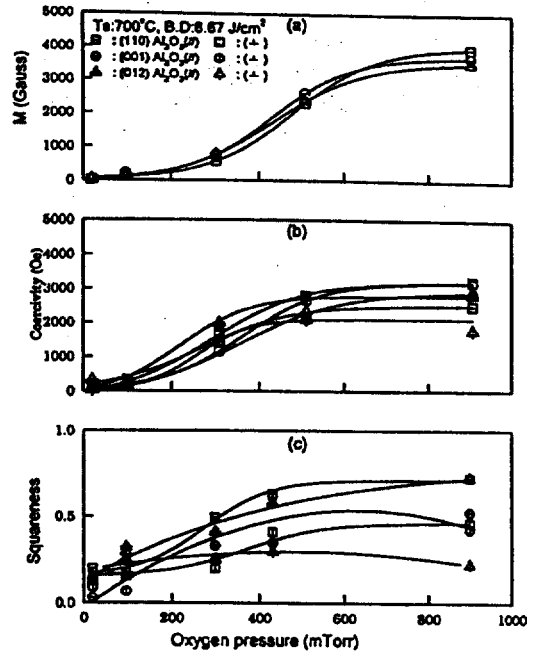 Ts:700°C, B.D:6.67 J/cm²
(a)
: (110) Al₂O₃(//) : (⊥)
: (001) Al₂O₃(//) : (⊥)
: (012) Al₂O₃(//) : (⊥)
M (Gauss)
5000
4000
3000
2000
1000
0
(b)
Coercivity (Oe)
5000
4000
3000
2000
1000
0
(c)
Squareness
1.0
0.5
0.0
0 200 400 600 800 1000
Oxygen pressure (mTorr)